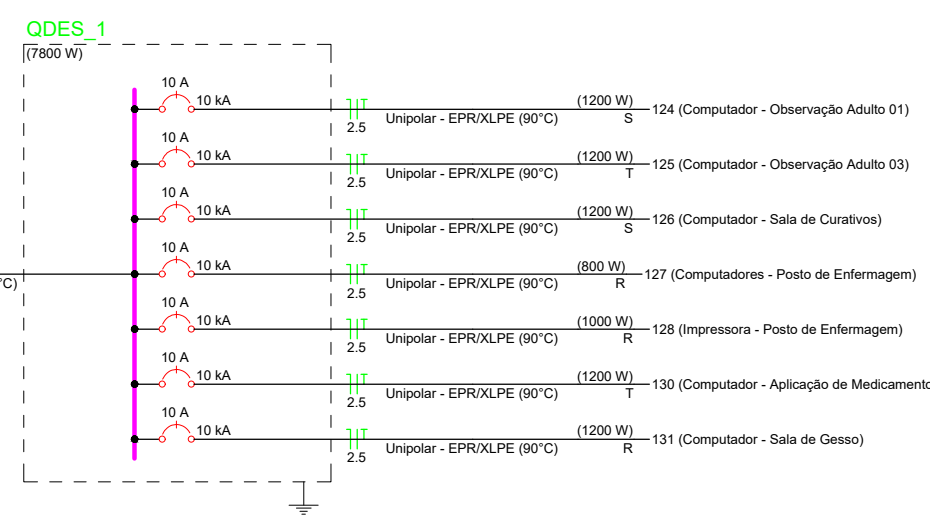 QDES_1
(7800 W)
10 A
10 kA
2.5
Unipolar - EPR/XLPE (90°C)
(1200 W)
S
124 (Computador - Observação Adulto 01)
10 A
10 kA
2.5
Unipolar - EPR/XLPE (90°C)
(1200 W)
T
125 (Computador - Observação Adulto 03)
10 A
10 kA
2.5
Unipolar - EPR/XLPE (90°C)
(1200 W)
S
126 (Computador - Sala de Curativos)
°C)
10 A
10 kA
2.5
Unipolar - EPR/XLPE (90°C)
(800 W)
R
127 (Computadores - Posto de Enfermagem)
10 A
10 kA
2.5
Unipolar - EPR/XLPE (90°C)
(1000 W)
R
128 (Impressora - Posto de Enfermagem)
10 A
10 kA
2.5
Unipolar - EPR/XLPE (90°C)
(1200 W)
T
130 (Computador - Aplicação de Medicamento
10 A
10 kA
2.5
Unipolar - EPR/XLPE (90°C)
(1200 W)
R
131 (Computador - Sala de Gesso)